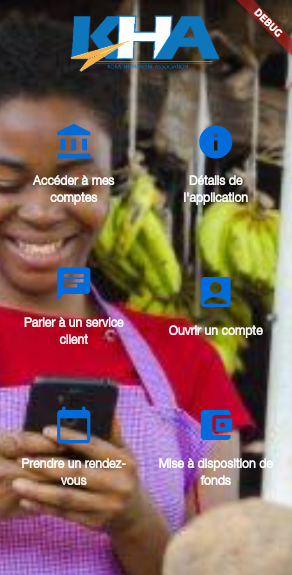 KHA
DEBUG
Accéder à mes
comptes
Détails de
l'application
Parler à un service
client
Ouvrir un compte
Prendre un rendez-
vous
Mise à disposition de
fonds